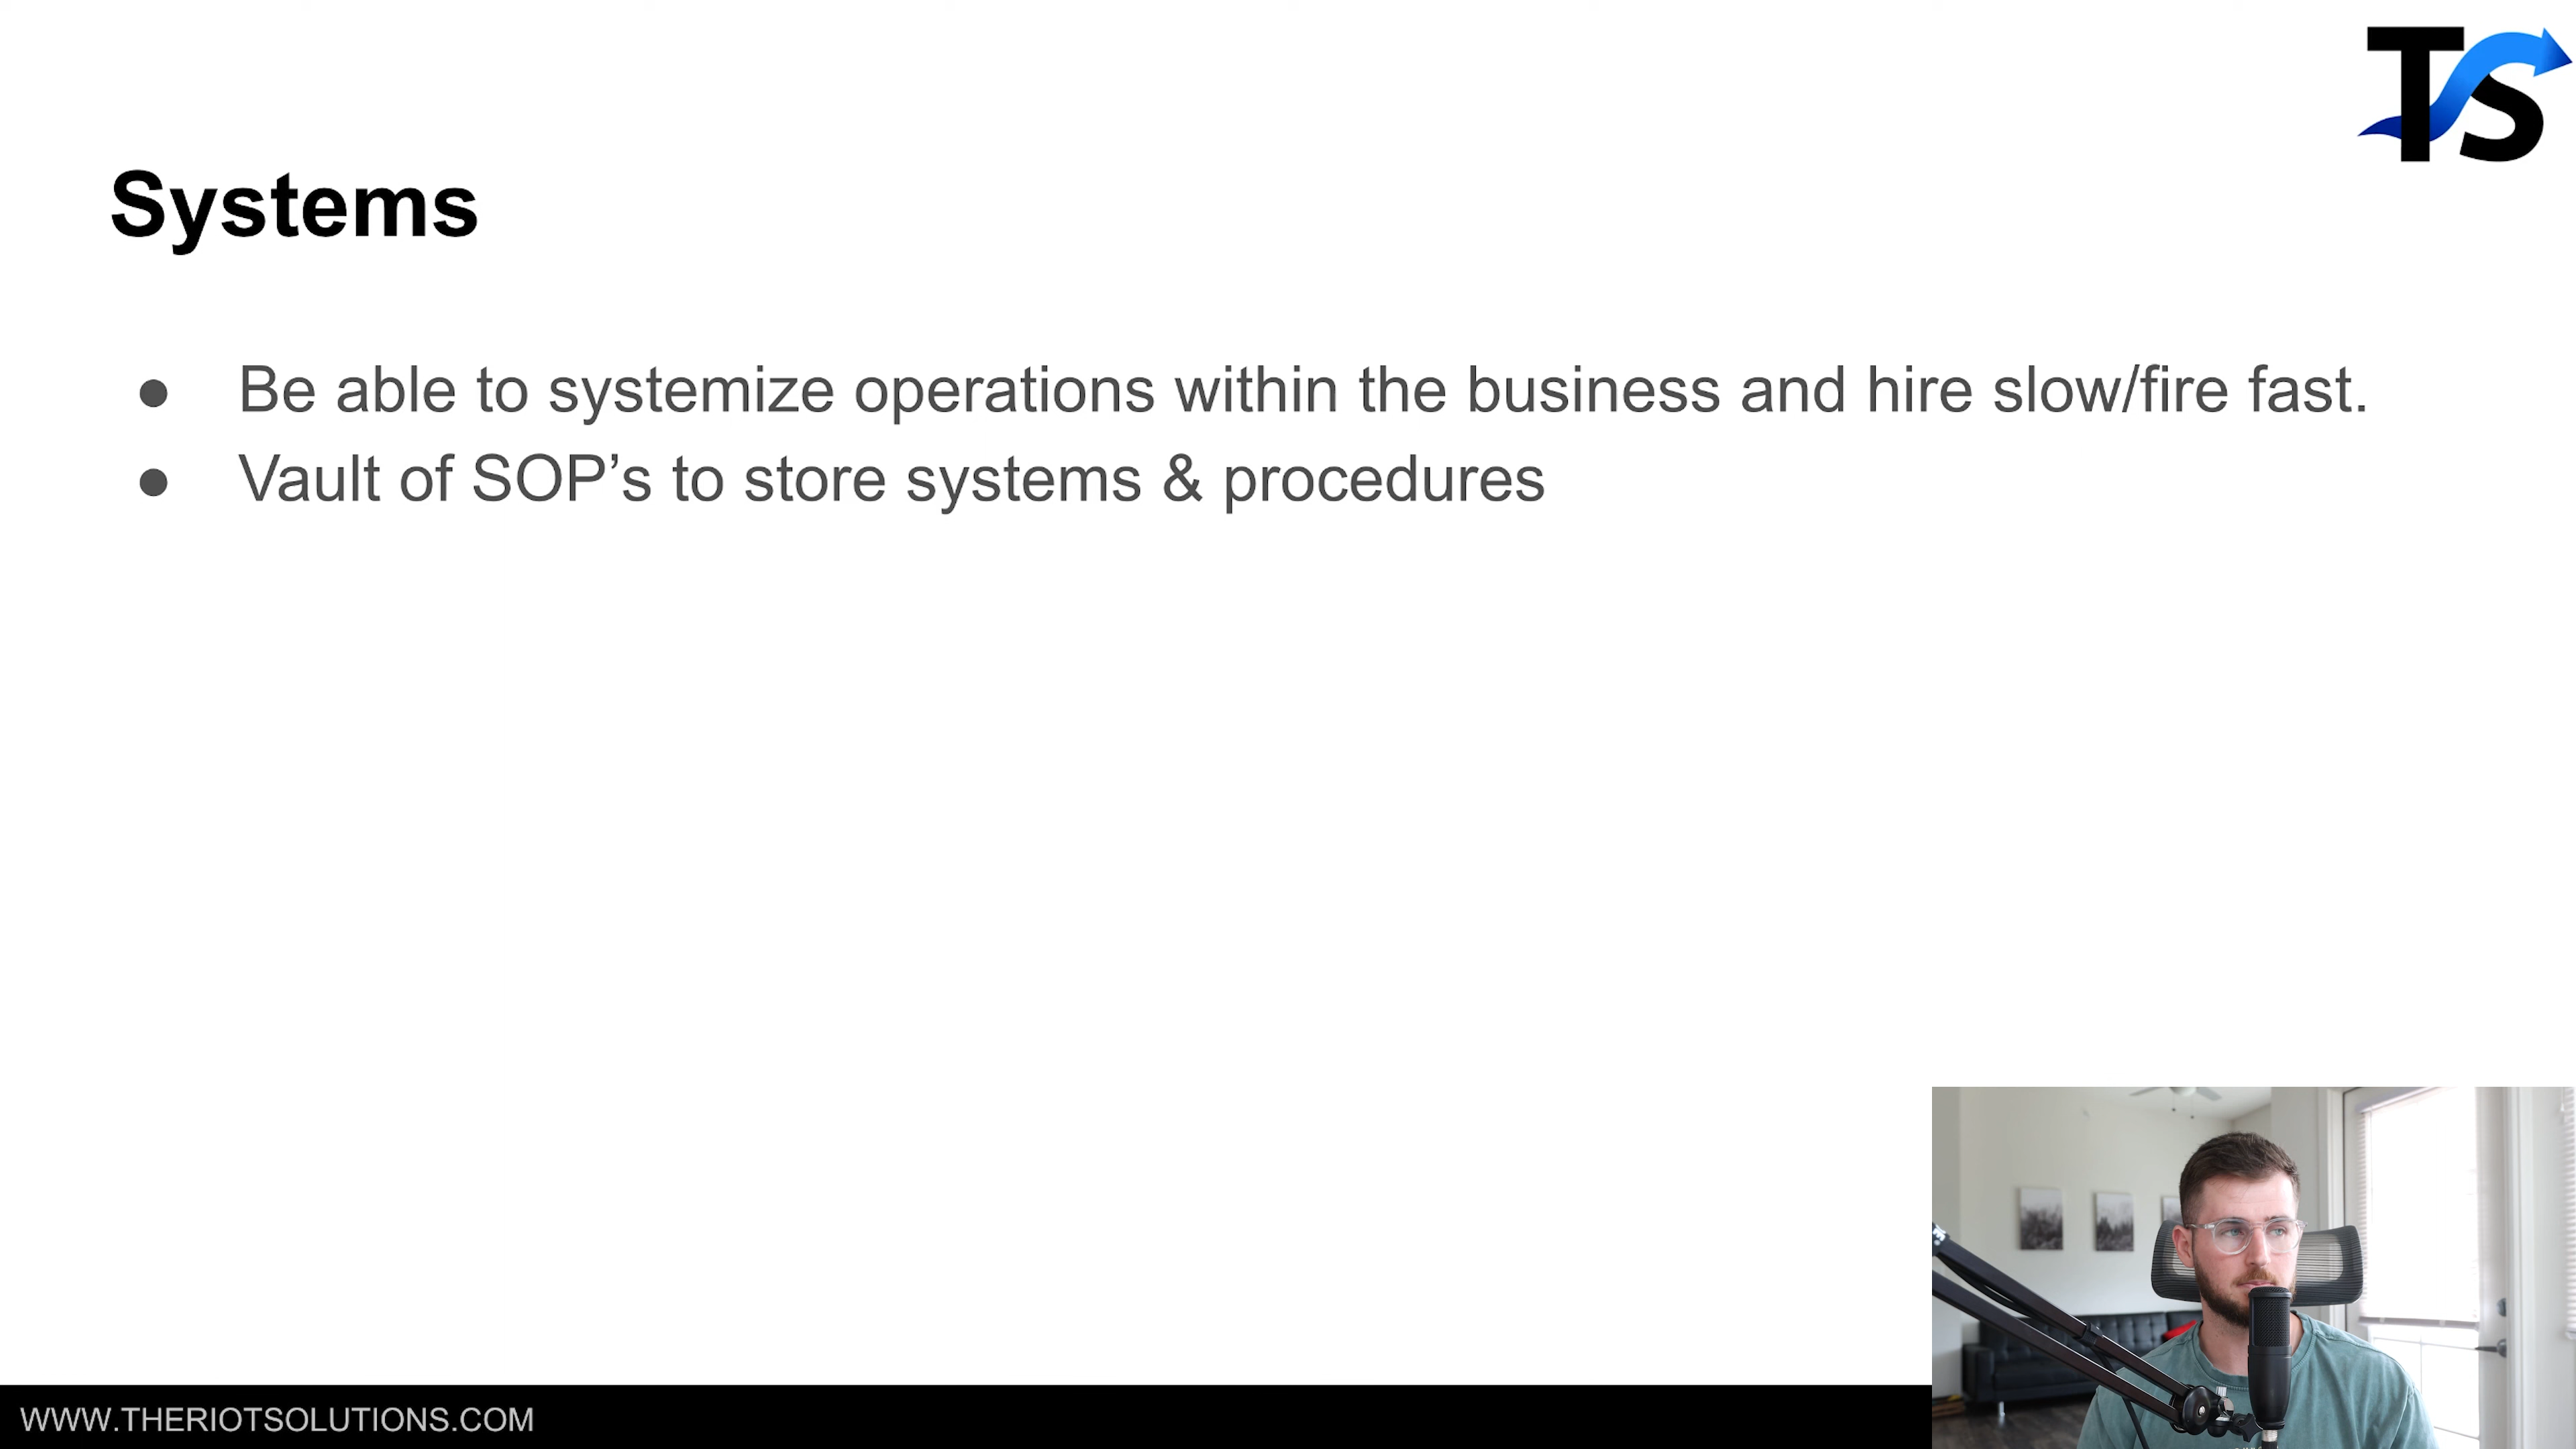 TS
Systems
● Be able to systemize operations within the business and hire slow/fire fast.
● Vault of SOP’s to store systems & procedures
WWW.THERIOTSOLUTIONS.COM